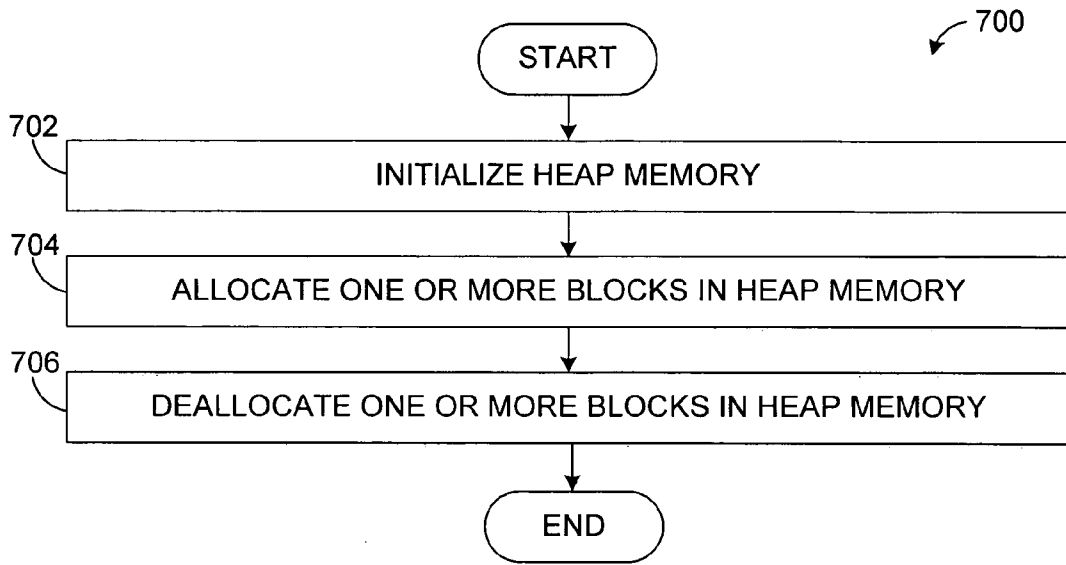 700
START
702
INITIALIZE HEAP MEMORY
704
ALLOCATE ONE OR MORE BLOCKS IN HEAP MEMORY
706
DEALLOCATE ONE OR MORE BLOCKS IN HEAP MEMORY
END